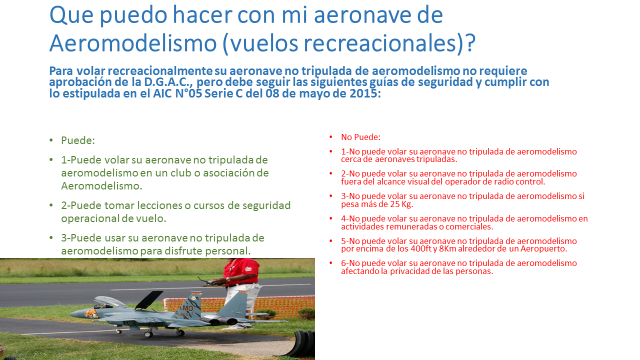 Que puedo hacer con mi aeronave de
Aeromodelismo (vuelos recreacionales)?
Para volar recreacionalmente su aeronave no tripulada de aeromodelismo no requiere
aprobación de la D.G.A.C., pero debe seguir las siguientes guías de seguridad y cumplir con
lo estipulada en el AIC N°05 Serie C del 08 de mayo de 2015:
• Puede:
• 1-Puede volar su aeronave no tripulada de
aeromodelismo en un club o asociación de
Aeromodelismo.
• 2-Puede tomar lecciones o cursos de seguridad
operacional de vuelo.
• 3-Puede usar su aeronave no tripulada de
aeromodelismo para disfrute personal.
• No Puede:
• 1-No puede volar su aeronave no tripulada de aeromodelismo
cerca de aeronaves tripuladas.
• 2-No puede volar su aeronave no tripulada de aeromodelismo
fuera del alcance visual del operador de radio control.
• 3-No puede volar su aeronave no tripulada de aeromodelismo si
pesa más de 25 Kg.
• 4-No puede volar su aeronave no tripulada de aeromodelismo en
actividades remuneradas o comerciales.
• 5-No puede volar su aeronave no tripulada de aeromodelismo
por encima de los 400ft y 8Km alrededor de un Aeropuerto.
• 6-No puede volar su aeronave no tripulada de aeromodelismo
afectando la privacidad de las personas.
MO